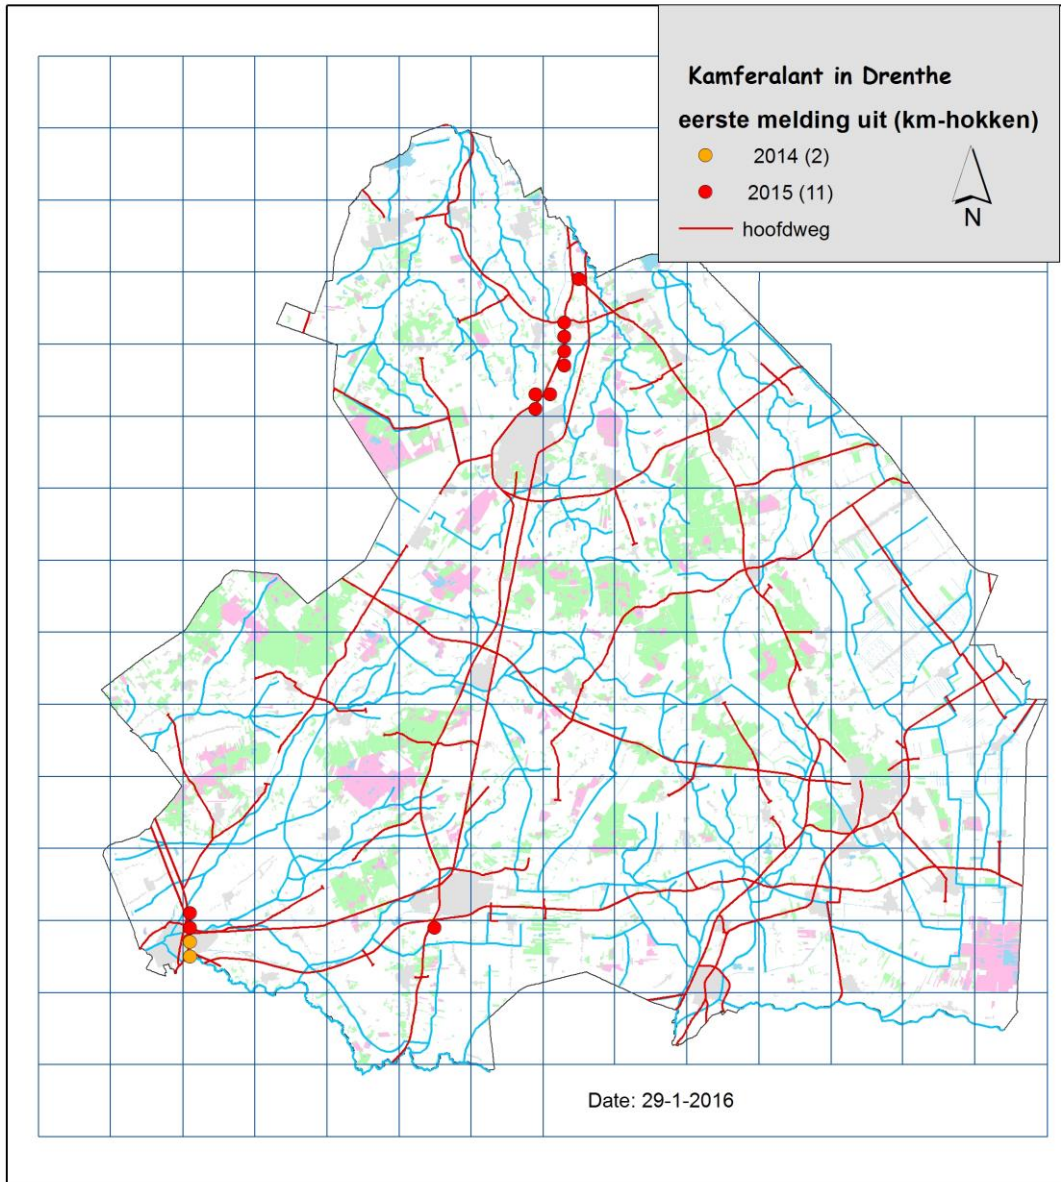 Kamferalant in Drenthe
eerste melding uit (km-hokken)
2014 (2)
2015 (11)
hoofdweg
N
Date: 29-1-2016